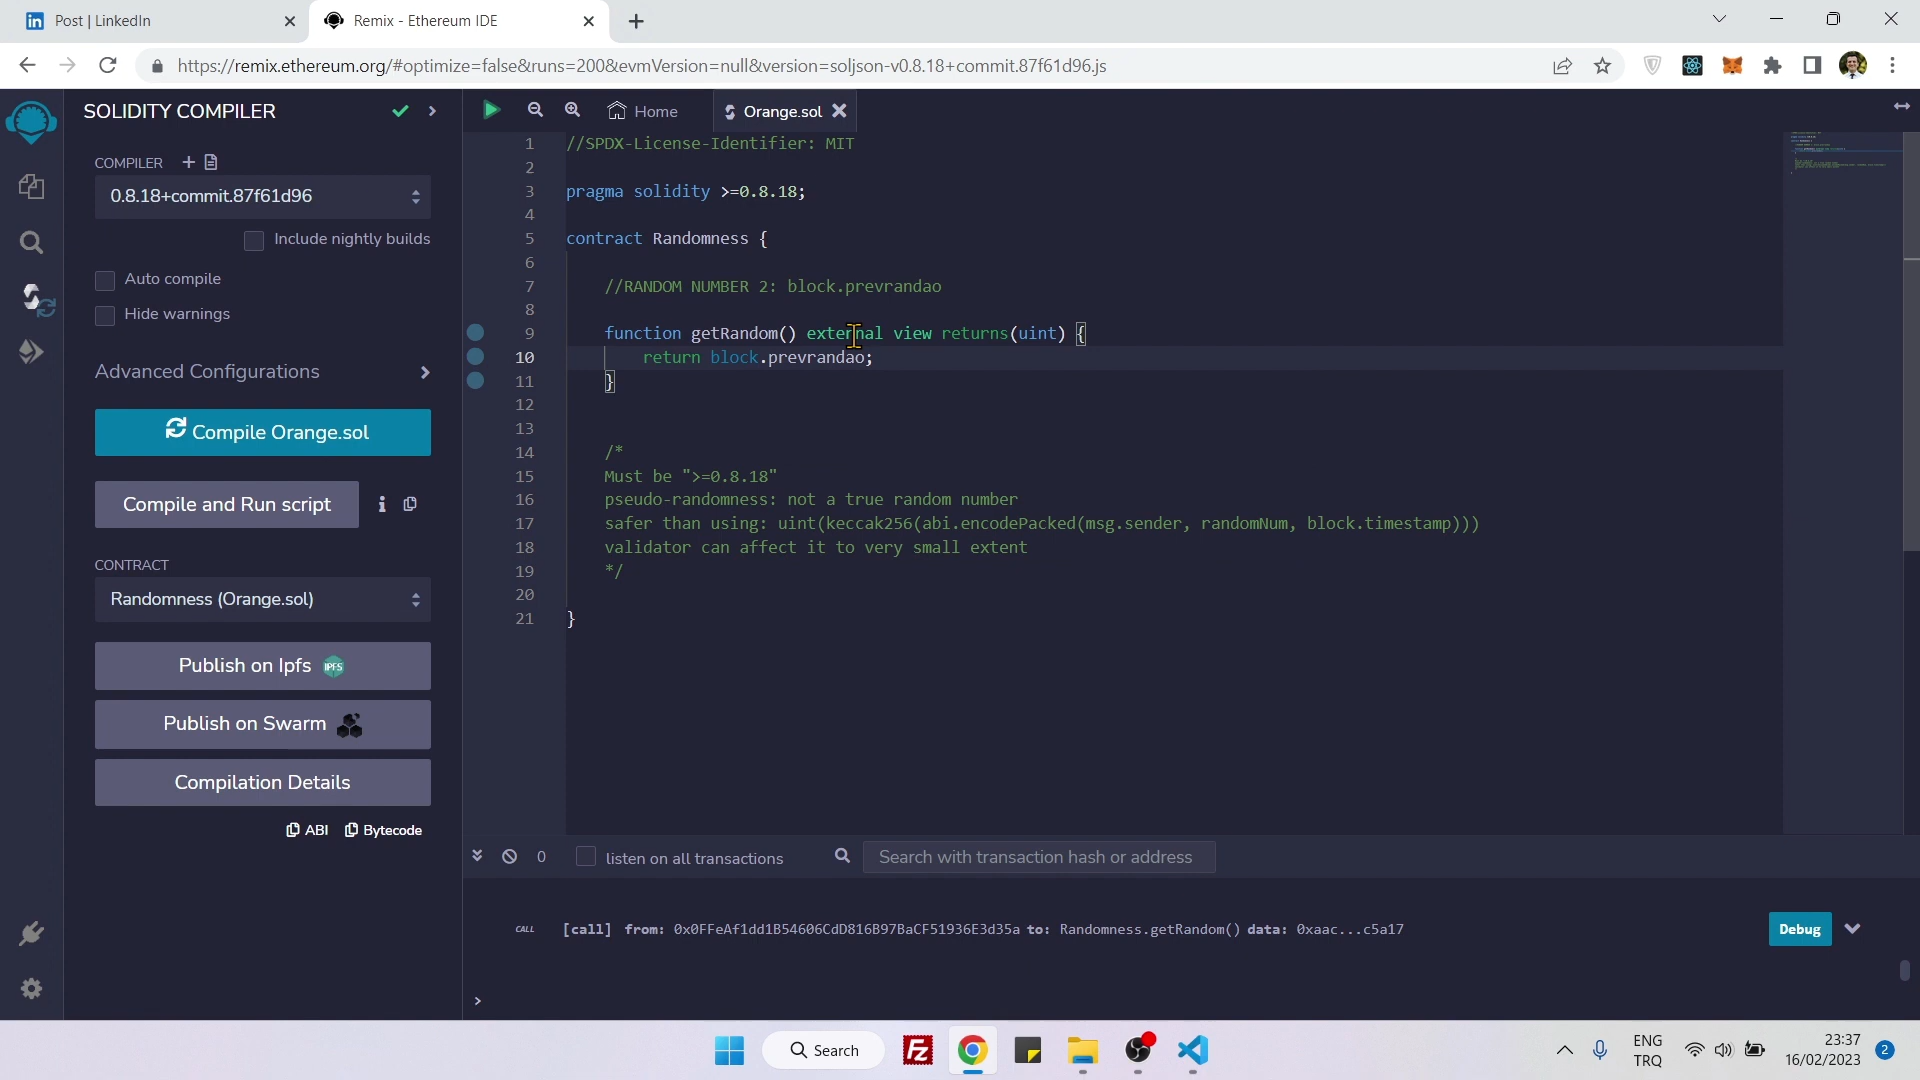 Post | LinkedIn
Remix - Ethereum IDE
https://remix.ethereum.org/#optimize=false&runs=200&evmVersion=null&version=soljson-v0.8.18+commit.87f61d96.js
SOLIDITY COMPILER
COMPILER
0.8.18+commit.87f61d96
Include nightly builds
Auto compile
Hide warnings
Advanced Configurations
Compile Orange.sol
Compile and Run script
CONTRACT
Randomness (Orange.sol)
Publish on Ipfs
IPFS
Publish on Swarm
Compilation Details
ABI
Bytecode
Home
Orange.sol
1 //SPDX-License-Identifier: MIT
2
3 pragma solidity >=0.8.18;
4
5 contract Randomness {
6
7 //RANDOM NUMBER 2: block.prevrandao
8
9 function getRandom() external view returns(uint) {
10 return block.prevrandao;
11 }
12
13
14 /*
15 Must be ">=0.8.18"
16 pseudo-randomness: not a true random number
17 safer than using: uint(keccak256(abi.encodePacked(msg.sender, randomNum, block.timestamp)))
18 validator can affect it to very small extent
19 */
20
21 }
0
listen on all transactions
Search with transaction hash or address
CALL [call] from: 0x0FFeAf1dd1B54606CdD816B97BaCF51936E3d35a to: Randomness.getRandom() data: 0xaac...c5a17
Debug
>
Search
Fz
ENG
TRQ
23:37
16/02/2023
2